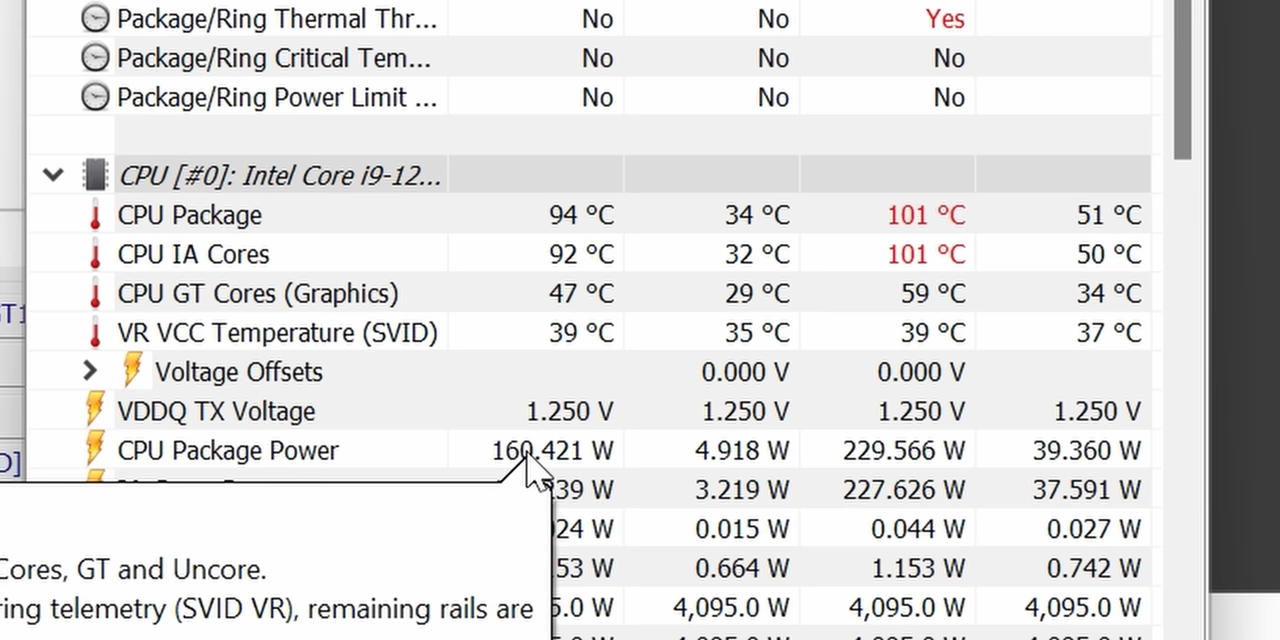 Package/Ring Thermal Thr... No No Yes
Package/Ring Critical Tem... No No No
Package/Ring Power Limit ... No No No
CPU [#0]: Intel Core i9-12...
CPU Package 94 °C 34 °C 101 °C 51 °C
CPU IA Cores 92 °C 32 °C 101 °C 50 °C
CPU GT Cores (Graphics) 47 °C 29 °C 59 °C 34 °C
VR VCC Temperature (SVID) 39 °C 35 °C 39 °C 37 °C
Voltage Offsets 0.000 V 0.000 V
VDDQ TX Voltage 1.250 V 1.250 V 1.250 V 1.250 V
CPU Package Power 160.421 W 4.918 W 229.566 W 39.360 W
39 W 3.219 W 227.626 W 37.591 W
24 W 0.015 W 0.044 W 0.027 W
Cores, GT and Uncore. 53 W 0.664 W 1.153 W 0.742 W
ring telemetry (SVID VR), remaining rails are 5.0 W 4,095.0 W 4,095.0 W 4,095.0 W